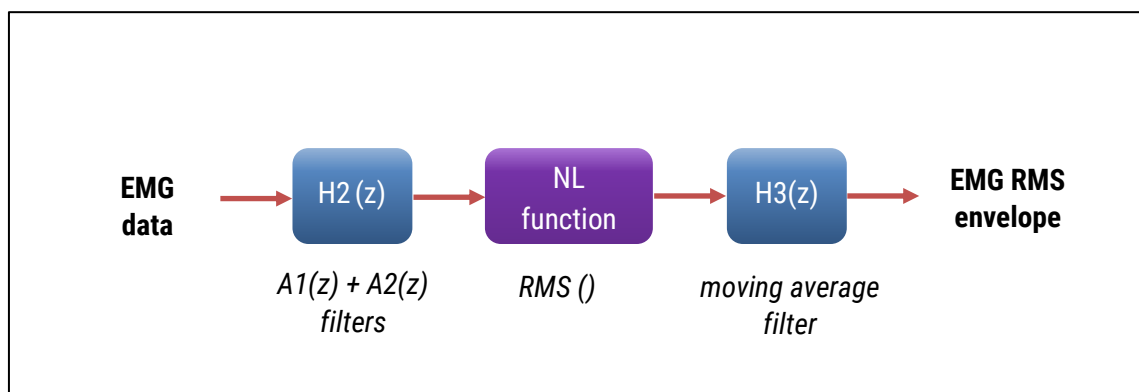 EMG
data
H2 (z)
A1(z) + A2(z)
filters
NL
function
RMS ()
H3(z)
moving average
filter
EMG RMS
envelope